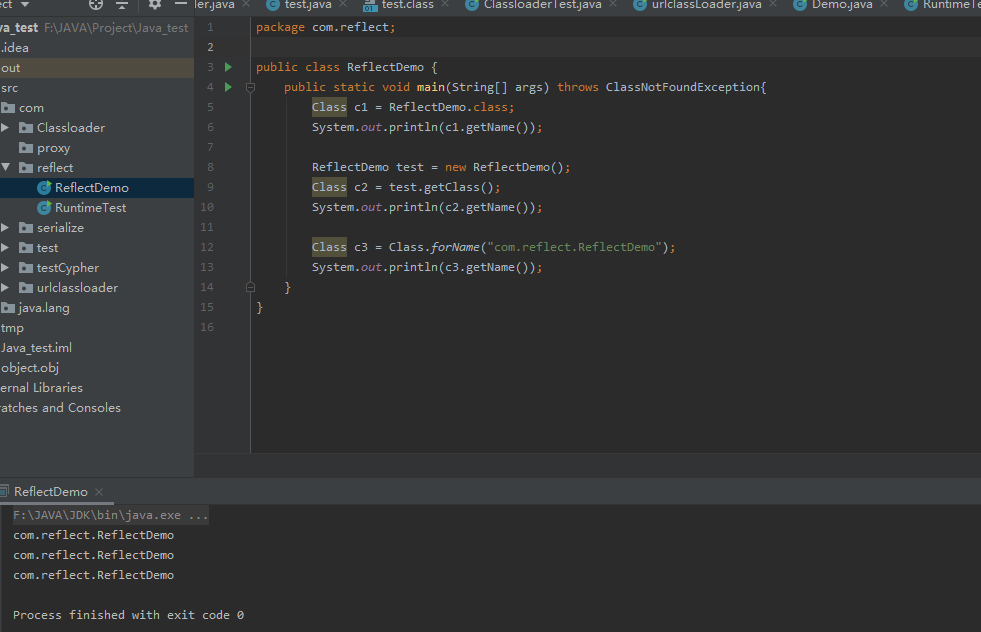 test.java
test.class
ClassloaderTest.java
urlclassLoader.java
Demo.java
F:\JAVA\Project\Java_test
.idea
out
src
com
Classloader
proxy
reflect
ReflectDemo
RuntimeTest
serialize
test
testCypher
urlclassloader
java.lang
tmp
Java_test.iml
object.obj
Libraries
and Consoles
1 package com.reflect;
2
3 public class ReflectDemo {
4 public static void main(String[] args) throws ClassNotFoundException{
5 Class c1 = ReflectDemo.class;
6 System.out.println(c1.getName());
7
8 ReflectDemo test = new ReflectDemo();
9 Class c2 = test.getClass();
10 System.out.println(c2.getName());
11
12 Class c3 = Class.forName("com.reflect.ReflectDemo");
13 System.out.println(c3.getName());
14 }
15 }
16
ReflectDemo
F:\JAVA\JDK\bin\java.exe ...
com.reflect.ReflectDemo
com.reflect.ReflectDemo
com.reflect.ReflectDemo
Process finished with exit code 0